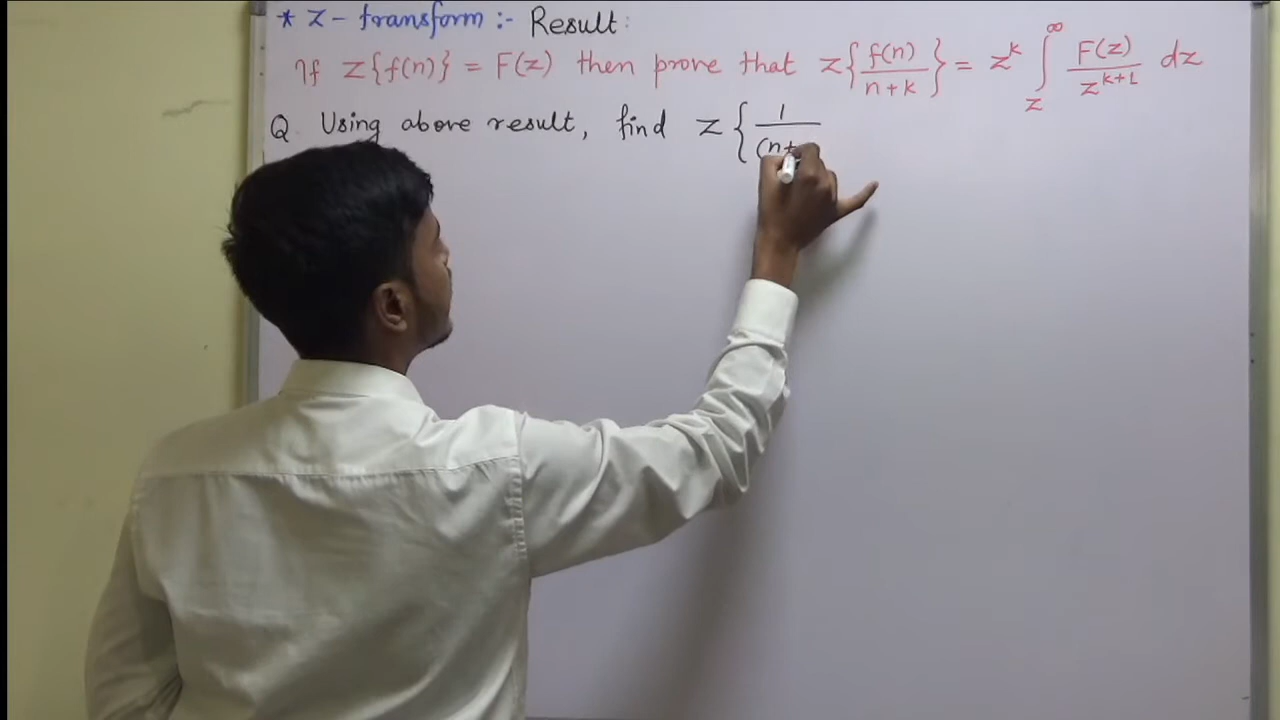 * Z-transform :- Result:
If Z{f(n)} = F(z) then prove that Z{f(n)/(n+k)} = z^k ∫_z^∞ F(z)/z^(k+1) dz
Q. Using above result, find Z{1/(n+